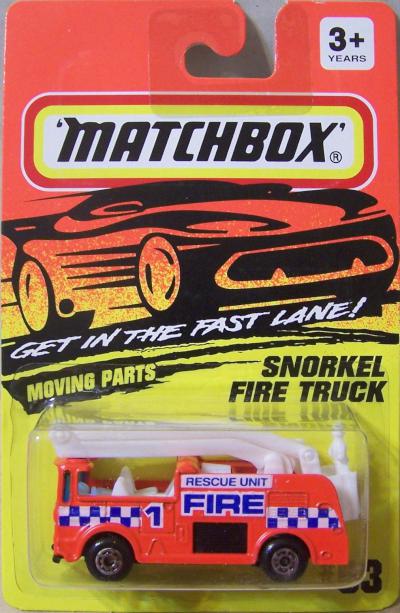 3+
YEARS
'MATCHBOX'®
GET IN THE FAST LANE!
MOVING PARTS
SNORKEL
FIRE TRUCK
RESCUE UNIT
1 FIRE